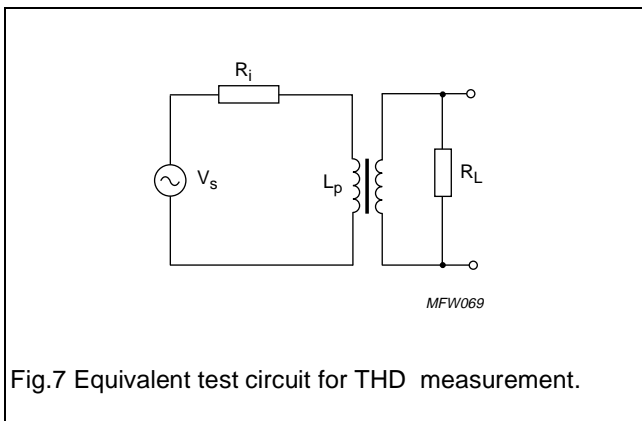 Ri
Vs
Lp
RL
MFW069
Fig.7 Equivalent test circuit for THD measurement.